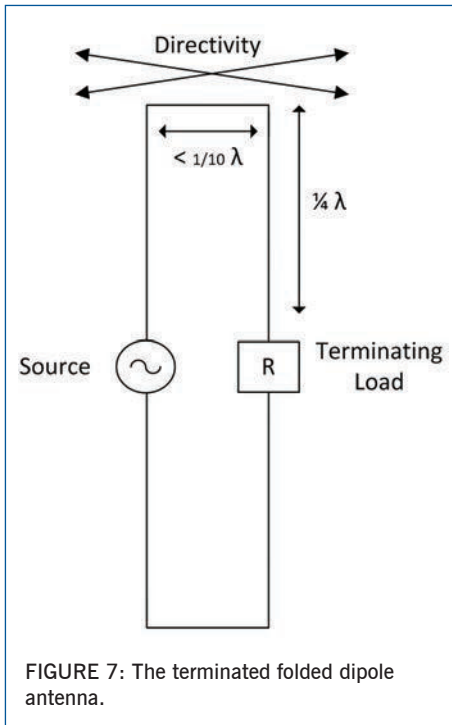 Directivity
< 1/10 λ
¼ λ
Source
R
Terminating
Load
FIGURE 7: The terminated folded dipole
antenna.